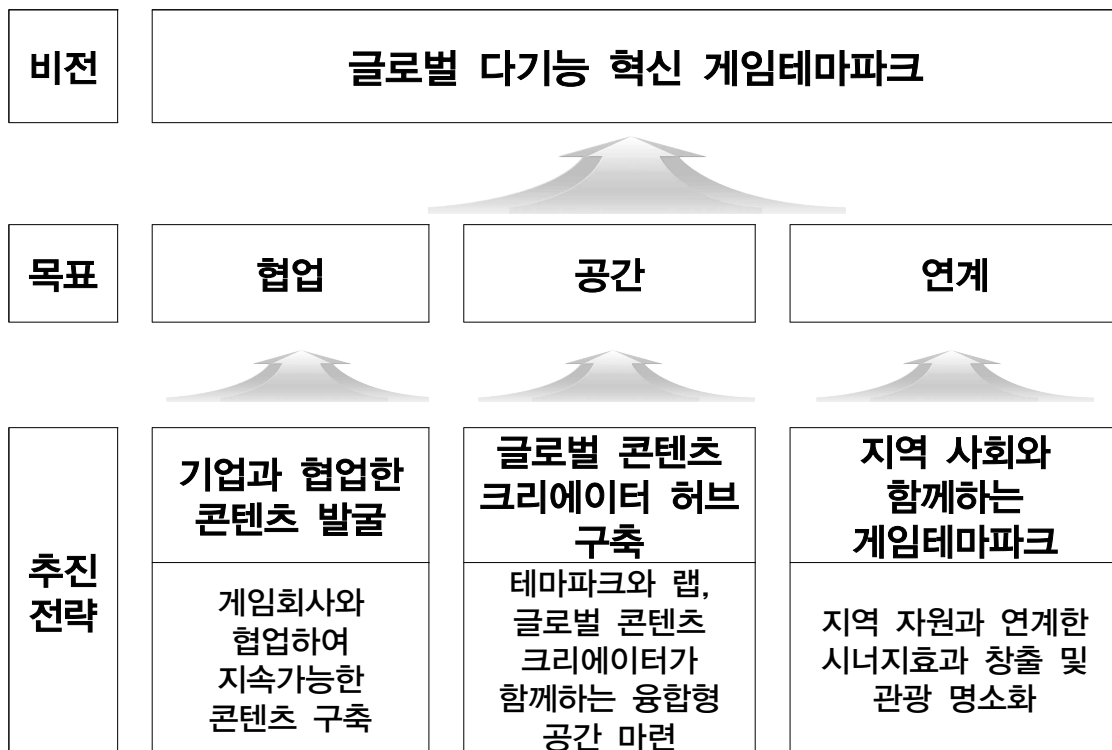 비전
글로벌 다기능 혁신 게임테마파크
목표
협업
공간
연계
추진
전략
기업과 협업한
콘텐츠 발굴
글로벌 콘텐츠
크리에이터 허브
구축
지역 사회와
함께하는
게임테마파크
게임회사와
협업하여
지속가능한
콘텐츠 구축
테마파크와 랩,
글로벌 콘텐츠
크리에이터가
함께하는 융합형
공간 마련
지역 자원과 연계한
시너지효과 창출 및
관광 명소화